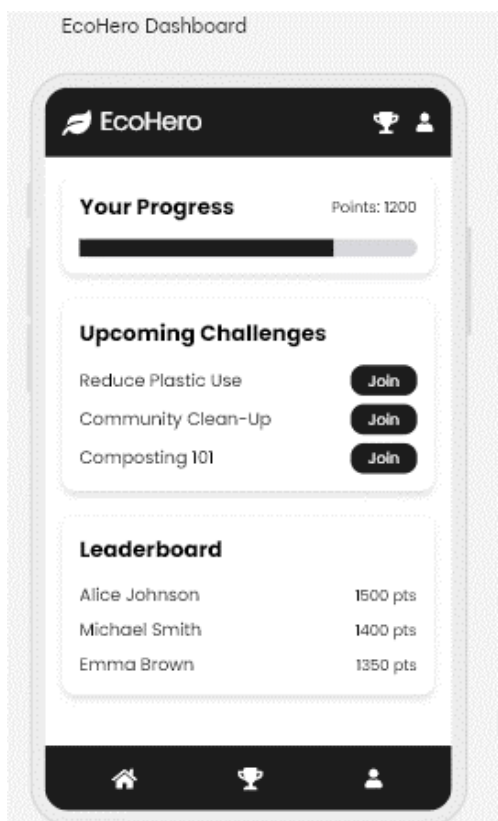 EcoHero Dashboard
EcoHero
Your Progress Points: 1200
Upcoming Challenges
Reduce Plastic Use Join
Community Clean-Up Join
Composting 101 Join
Leaderboard
Alice Johnson 1500 pts
Michael Smith 1400 pts
Emma Brown 1350 pts